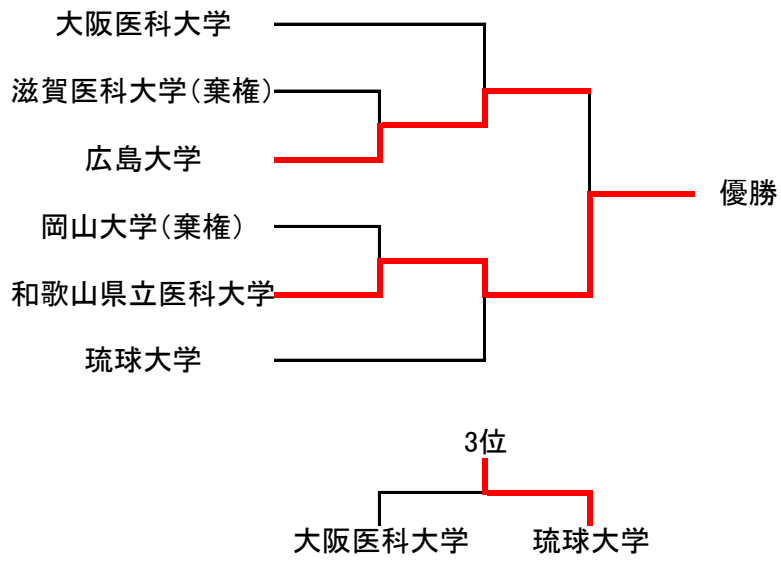 大阪医科大学
滋賀医科大学(棄権)
広島大学
岡山大学(棄権)
和歌山県立医科大学
琉球大学
優勝
3位
大阪医科大学 琉球大学